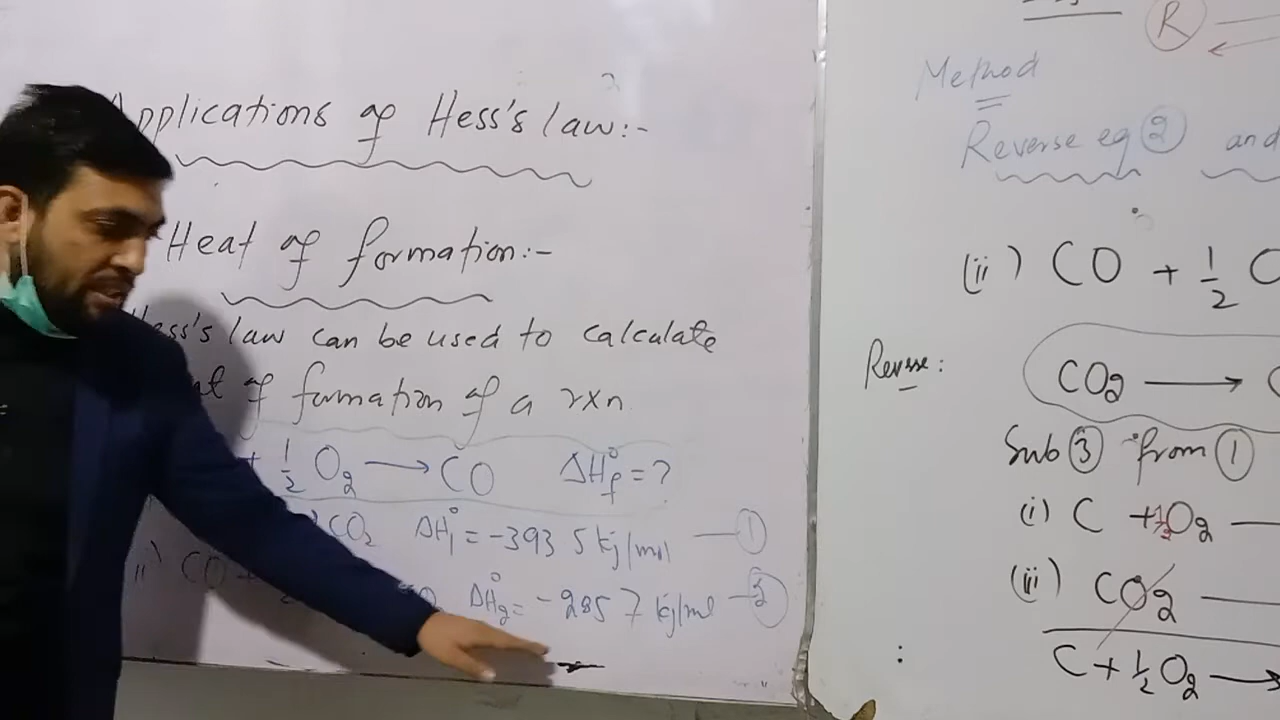 Applications of Hess's law:-
Heat of formation:-
Hess's law can be used to calculate
of formation of a rxn
+ 1/2 O2 → CO ΔH°f = ?
CO2 ΔH°1 = -393 5 kj/mol — ①
ii) CO + ΔH°2 = -285 7 kj/mol —
R
Method
Reverse eq ② and
(ii) CO + 1/2 O
Reverse:
CO2 →
Sub ③ from ①
(i) C + 1/2 O2 —
(ii) CO2 —
C + 1/2 O2 →